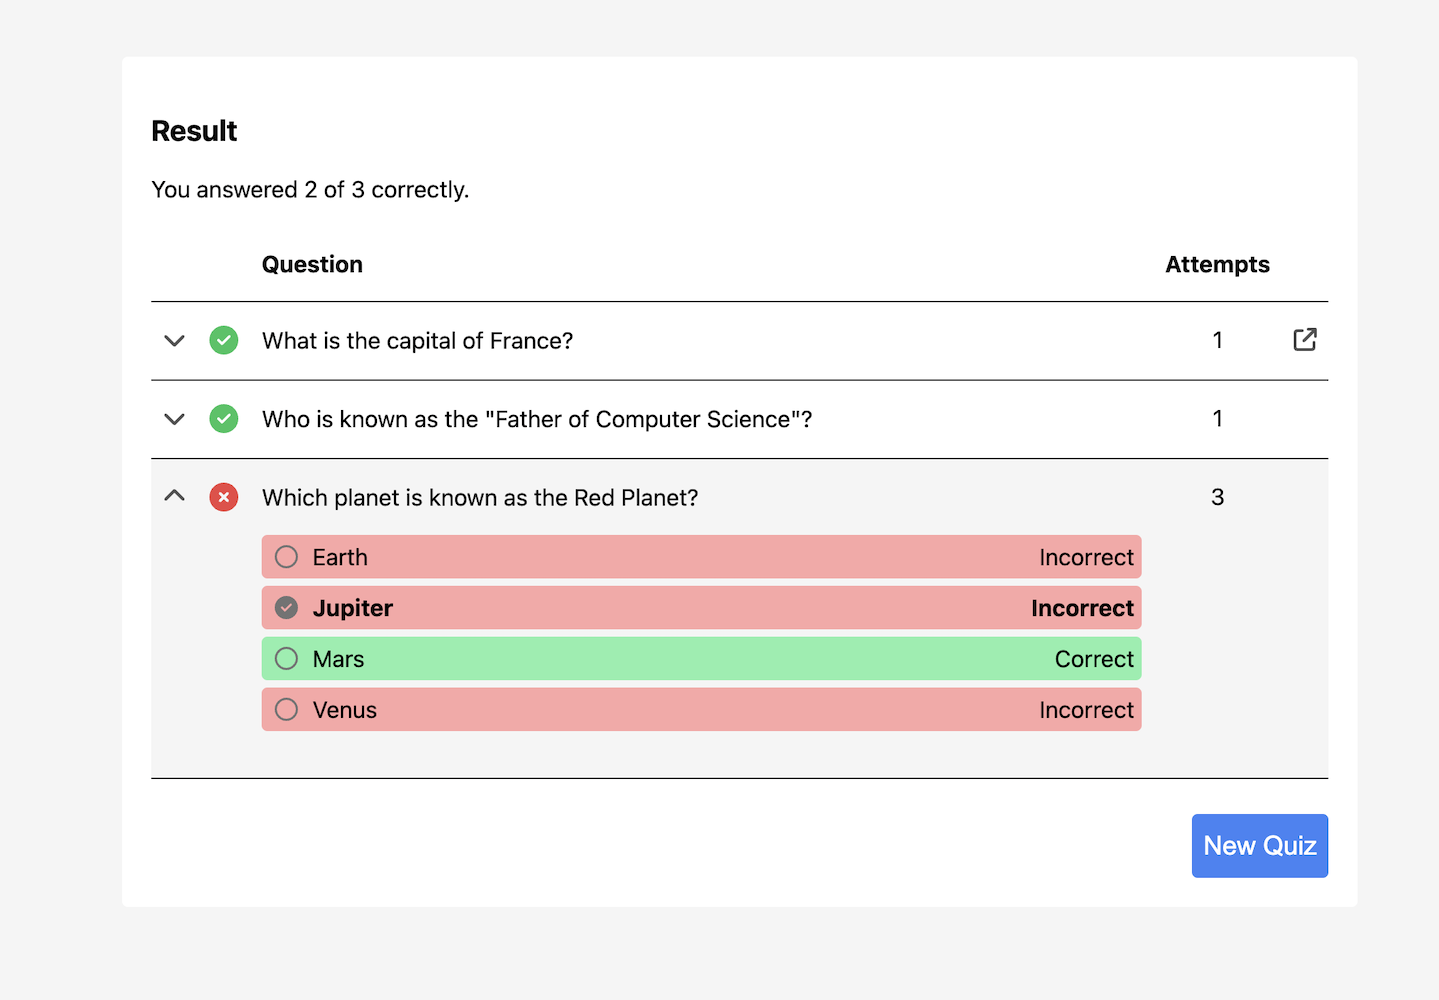 Result
You answered 2 of 3 correctly.
Question Attempts
What is the capital of France? 1
Who is known as the "Father of Computer Science"? 1
Which planet is known as the Red Planet? 3
Earth Incorrect
Jupiter Incorrect
Mars Correct
Venus Incorrect
New Quiz